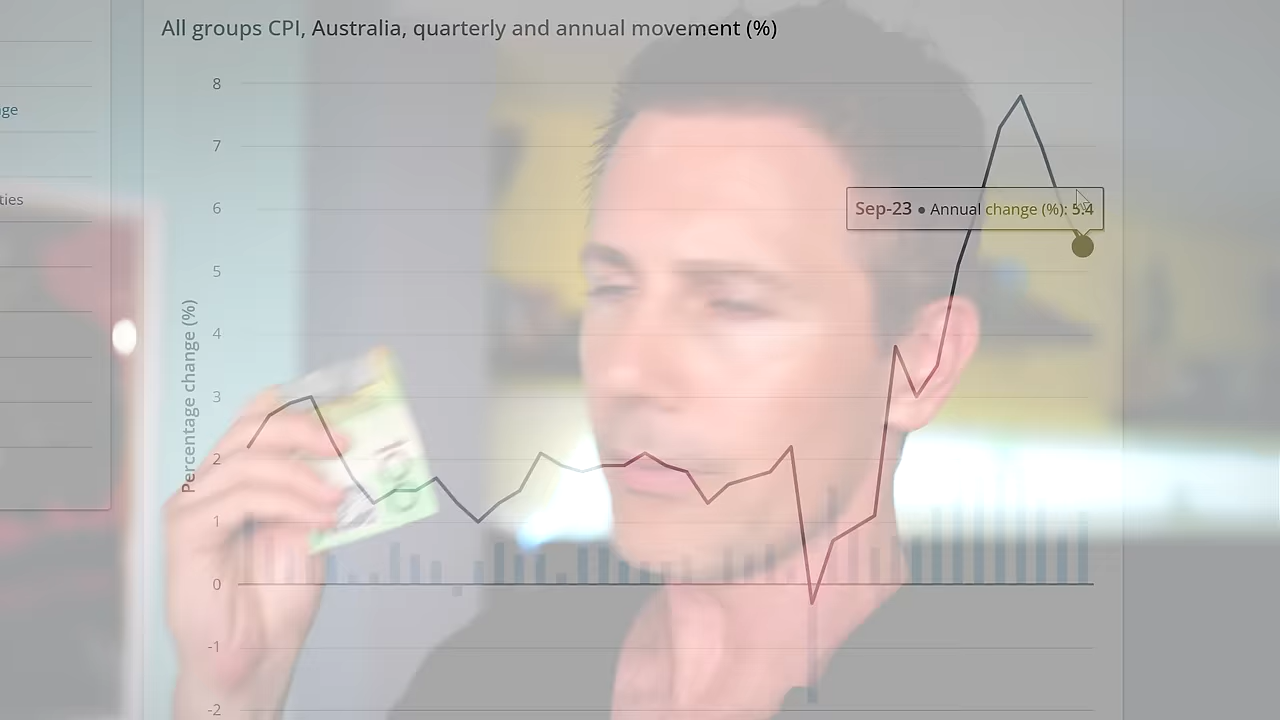 All groups CPI, Australia, quarterly and annual movement (%)
8
ge
7
ties
6
Sep-23 • Annual change (%): 5.4
5
Percentage change (%)
4
3
2
1
0
-1
-2